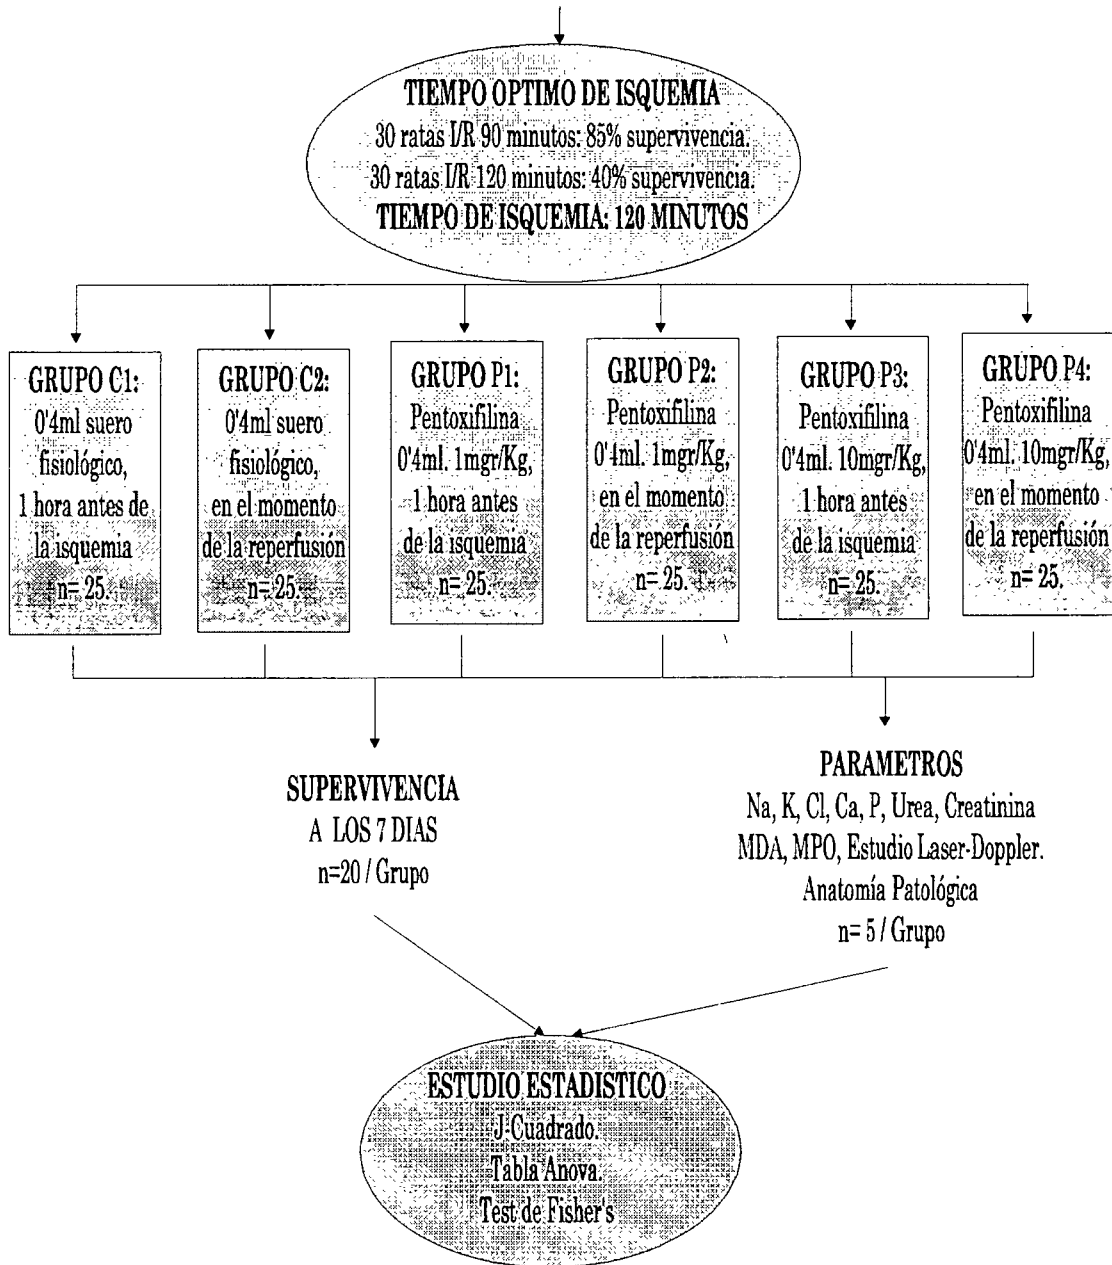 TIEMPO OPTIMO DE ISQUEMIA
30 ratas I/R 90 minutos: 85% supervivencia.
30 ratas I/R 120 minutos: 40% supervivencia.
TIEMPO DE ISQUEMIA: 120 MINUTOS
GRUPO C1:
0'4ml suero
fisiológico,
1 hora antes de
la isquemia
n= 25.
GRUPO C2:
0'4ml suero
fisiológico,
en el momento
de la reperfusión
n= 25.
GRUPO P1:
Pentoxifilina
0'4ml. 1mgr/Kg,
1 hora antes
de la isquemia
n= 25.
GRUPO P2:
Pentoxifilina
0'4ml. 1mgr/Kg,
en el momento
de la reperfusión
n= 25.
GRUPO P3:
Pentoxifilina
0'4ml. 10mgr/Kg,
1 hora antes
de la isquemia
n= 25.
GRUPO P4:
Pentoxifilina
0'4ml. 10mgr/Kg,
en el momento
de la reperfusión
n= 25.
SUPERVIVENCIA
A LOS 7 DIAS
n=20 / Grupo
PARAMETROS
Na, K, Cl, Ca, P, Urea, Creatinina
MDA, MPO, Estudio Laser-Doppler.
Anatomía Patológica
n= 5 / Grupo
ESTUDIO ESTADISTICO
J-Cuadrado.
Tabla Anova.
Test de Fisher's